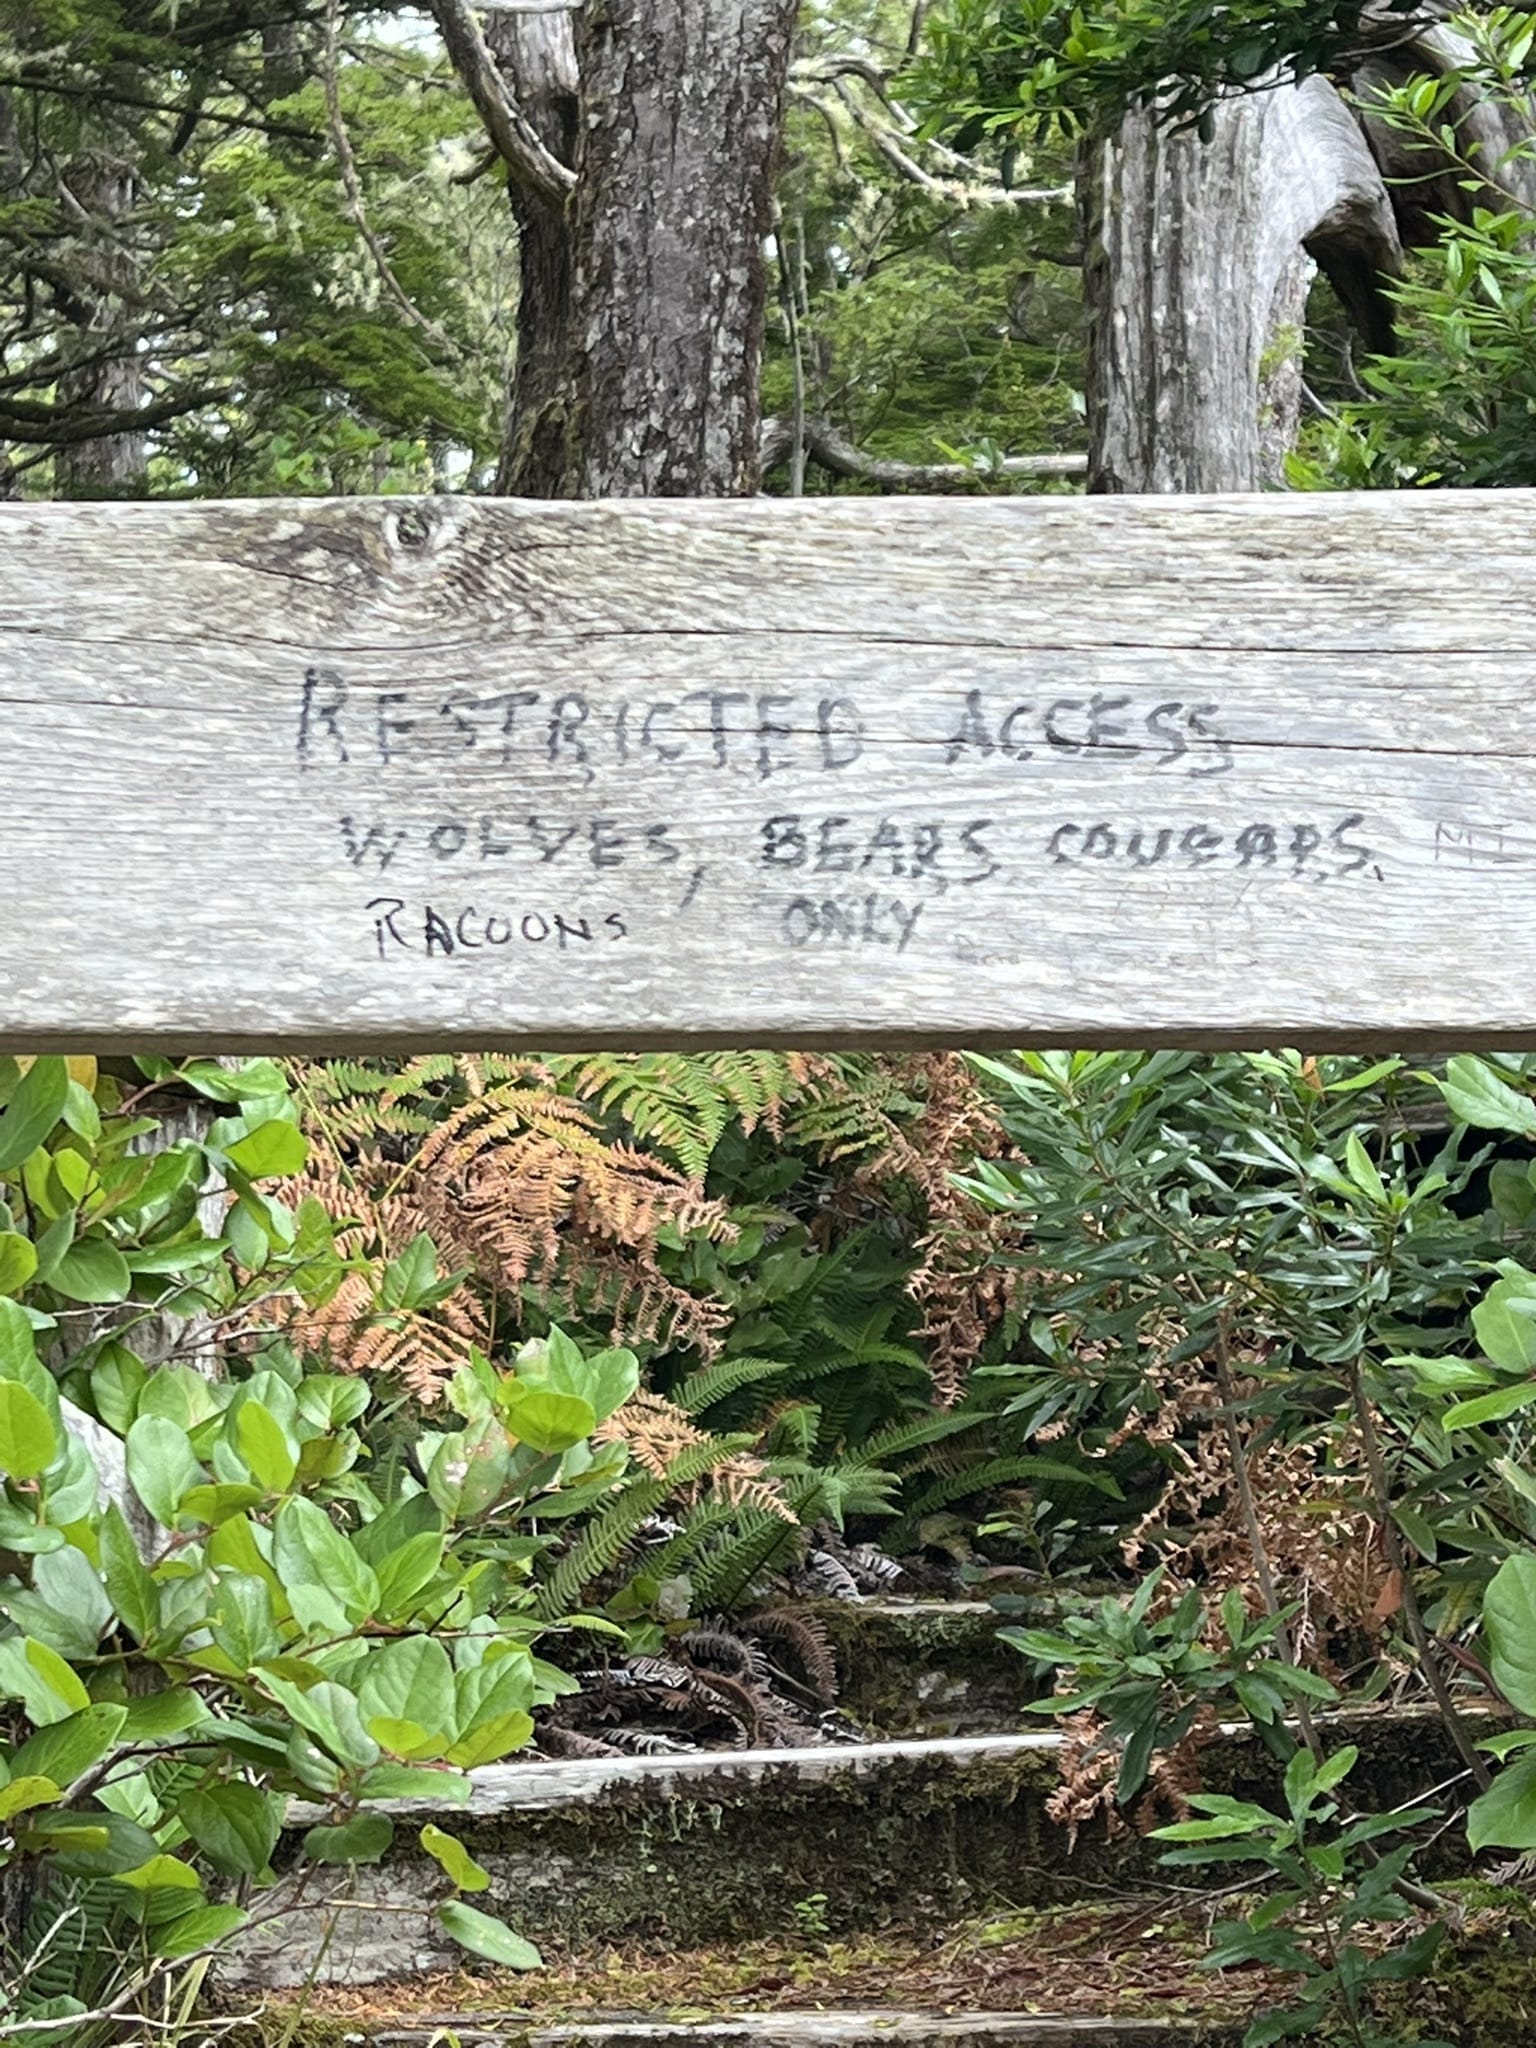 RESTRICTED ACCESS
WOLVES, BEARS, COUGARS,
RACOONS ONLY